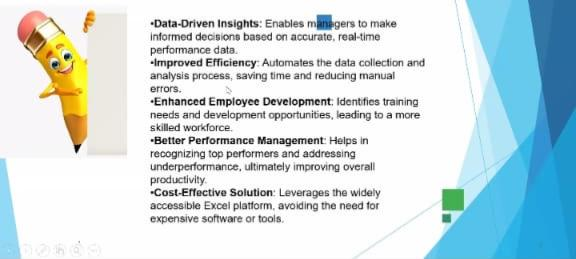 •Data-Driven Insights: Enables managers to make
informed decisions based on accurate, real-time
performance data.
•Improved Efficiency: Automates the data collection and
analysis process, saving time and reducing manual
errors.
•Enhanced Employee Development: Identifies training
needs and development opportunities, leading to a more
skilled workforce.
•Better Performance Management: Helps in
recognizing top performers and addressing
underperformance, ultimately improving overall
productivity.
•Cost-Effective Solution: Leverages the widely
accessible Excel platform, avoiding the need for
expensive software or tools.